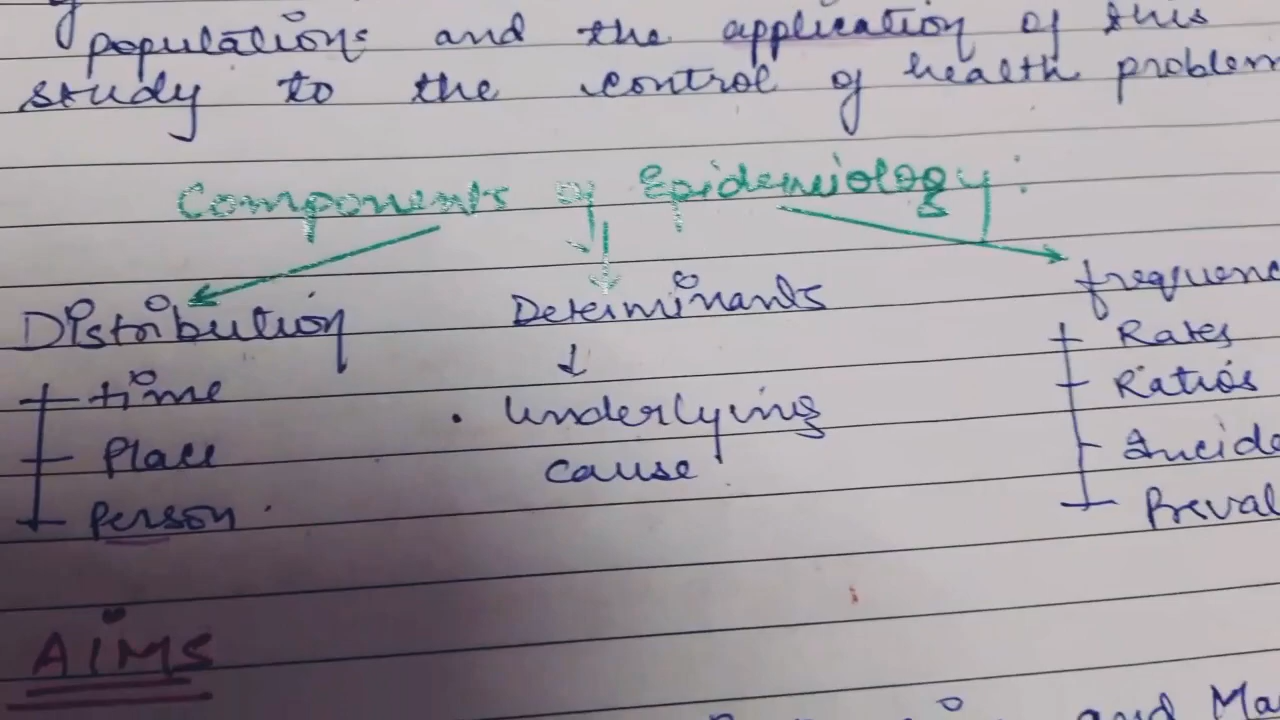 populations and the application of this
study to the control of health problem
Components of Epidemiology :
Distribution Determinants frequenc
time
Place
Person
↓
. underlying
cause
Rates
Ratios
Incide
Preval
AIMS
and Ma